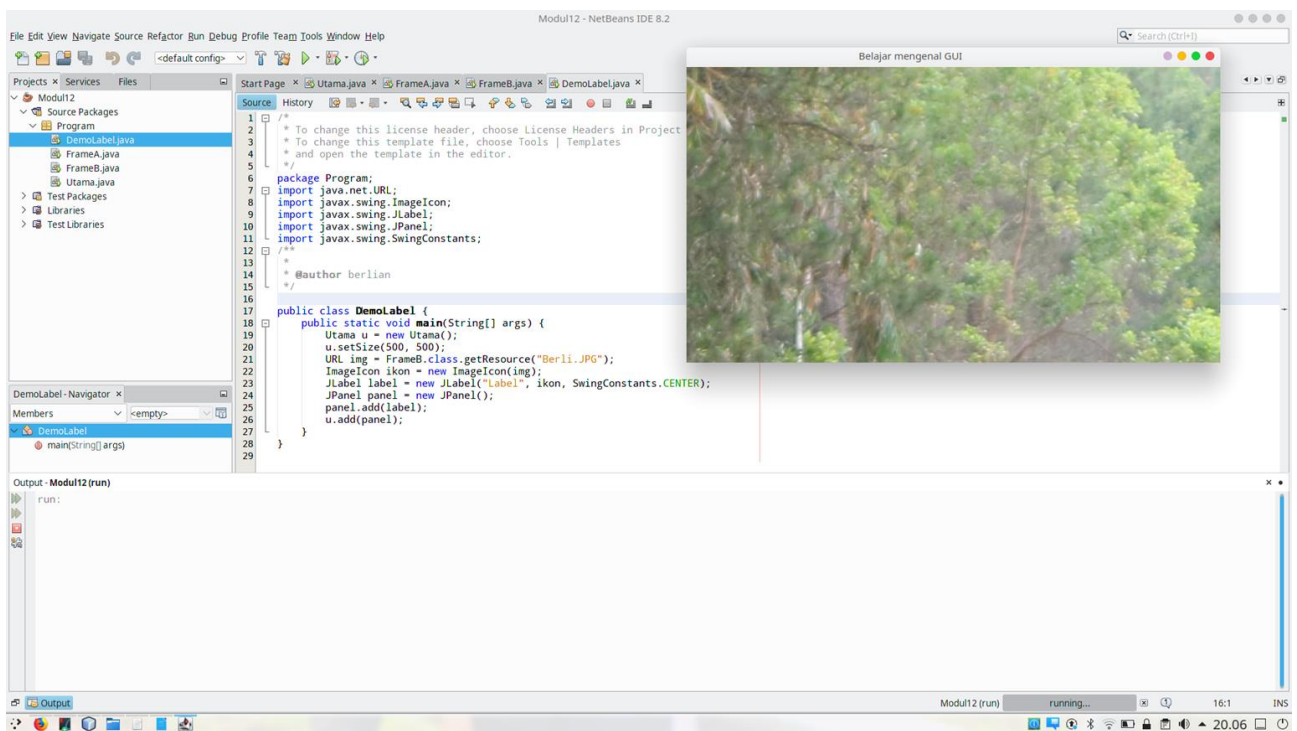 Modul12 - NetBeans IDE 8.2
File Edit View Navigate Source Refactor Run Debug Profile Team Tools Window Help
Search (Ctrl+I)
<default config>
Belajar mengenal GUI
Projects Services Files
Start Page Utama.java FrameA.java FrameB.java DemoLabel.java
Source History
Modul12
Source Packages
Program
DemoLabel.java
FrameA.java
FrameB.java
Utama.java
Test Packages
Libraries
Test Libraries
1 /*
2 * To change this license header, choose License Headers in Project
3 * To change this template file, choose Tools | Templates
4 * and open the template in the editor.
5 */
6 package Program;
7 import java.net.URL;
8 import javax.swing.ImageIcon;
9 import javax.swing.JLabel;
10 import javax.swing.JPanel;
11 import javax.swing.SwingConstants;
12 /**
13 *
14 * @author berlian
15 */
16
17 public class DemoLabel {
18 public static void main(String[] args) {
19 Utama u = new Utama();
20 u.setSize(500, 500);
21 URL img = FrameB.class.getResource("Berli.JPG");
22 ImageIcon ikon = new ImageIcon(img);
23 JLabel label = new JLabel("Label", ikon, SwingConstants.CENTER);
24 JPanel panel = new JPanel();
25 panel.add(label);
26 u.add(panel);
27 }
28 }
29
DemoLabel - Navigator
Members <empty>
DemoLabel
main(String[] args)
Output - Modul12 (run)
run:
Output
Modul12 (run) running... 16:1 INS
20.06